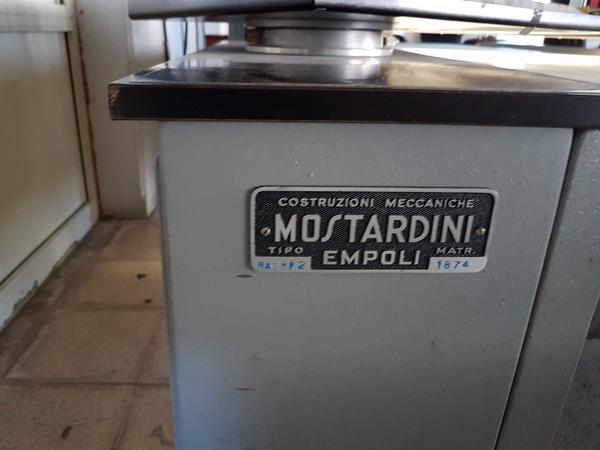 COSTRUZIONI MECCANICHE
MOSTARDINI
TIPO EMPOLI MATR.
1874